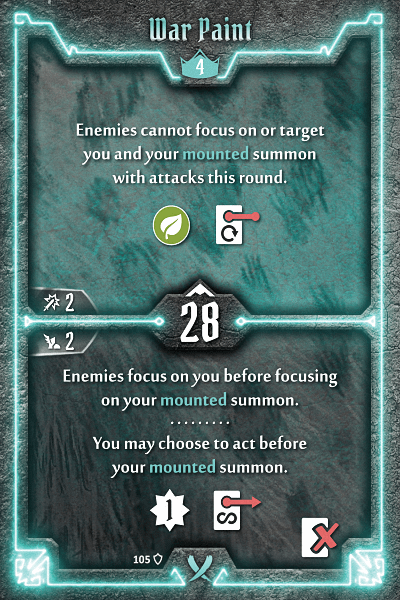 War Paint
4
Enemies cannot focus on or target
you and your mounted summon
with attacks this round.
2
28
2
Enemies focus on you before focusing
on your mounted summon.
You may choose to act before
your mounted summon.
1
105